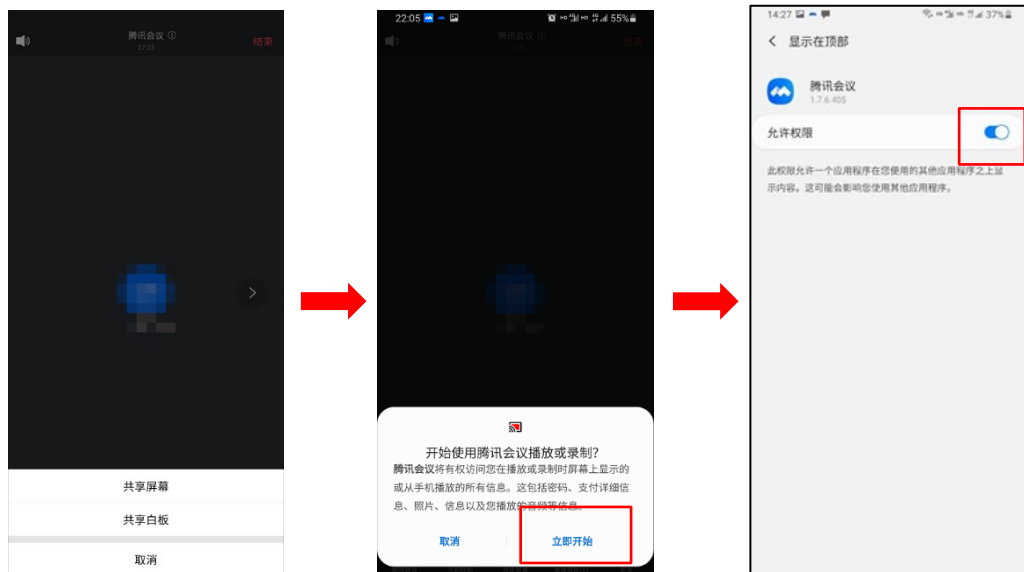 腾讯会议
22:05
结束
共享屏幕
共享白板
取消
22:05
55%
腾讯会议
结束
开始使用腾讯会议播放或录制?
腾讯会议将有权访问您在播放或录制时屏幕上显示的
或从手机播放的所有信息。这包括密码、支付详细信
息、照片、信息以及您播放的音频等信息。
取消
立即开始
14:27
37%
显示在顶部
腾讯会议
1.7.6.405
允许权限
此权限允许一个应用程序在您使用的其他应用程序之上显
示内容。这可能会影响您使用其他应用程序。